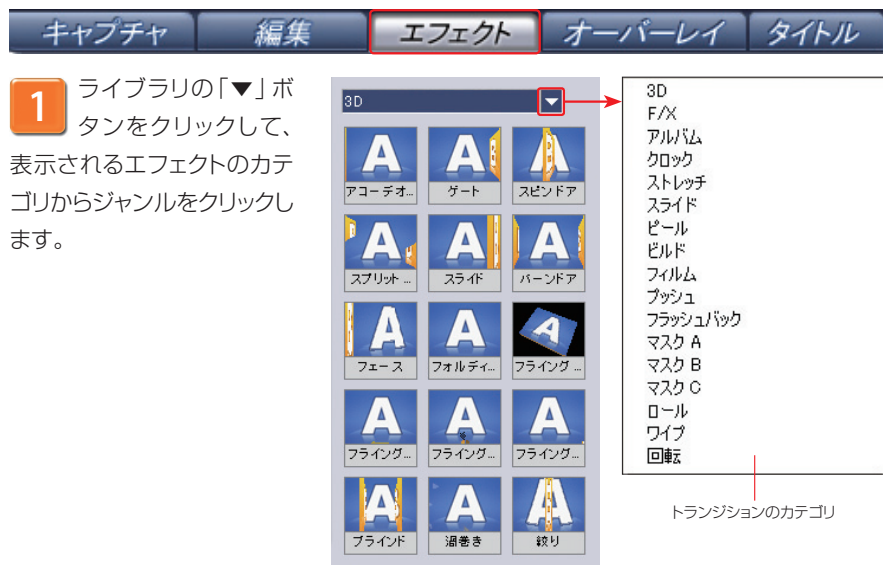 キャプチャ 編集 エフェクト オーバーレイ タイトル
1
ライブラリの「▼」ボ
タンをクリックして、
表示されるエフェクトのカテ
ゴリからジャンルをクリックし
ます。
3D
アコーデオ...
ゲート
スピンドア
スプリット ...
スライド
バーンドア
フェース
フォルディ...
フライング ...
フライング...
フライング...
フライング...
ブラインド
渦巻き
絞り
3D
F/X
アルバム
クロック
ストレッチ
スライド
ピール
ビルド
フィルム
プッシュ
フラッシュバック
マスク A
マスク B
マスク C
ロール
ワイプ
回転
トランジションのカテゴリ